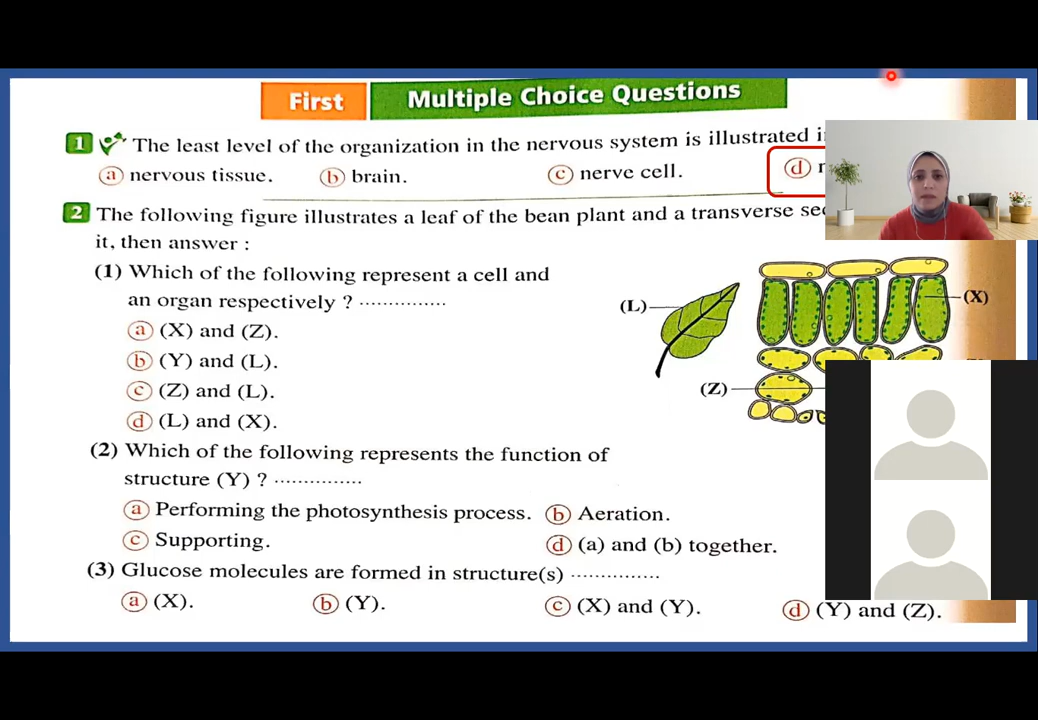 First Multiple Choice Questions
1 The least level of the organization in the nervous system is illustrated
a nervous tissue. b brain. c nerve cell. d
2 The following figure illustrates a leaf of the bean plant and a transverse
it, then answer :
(1) Which of the following represent a cell and
an organ respectively ? ...............
a (X) and (Z).
b (Y) and (L).
c (Z) and (L).
d (L) and (X).
(L)
(X)
(Z)
(2) Which of the following represents the function of
structure (Y) ? ...............
a Performing the photosynthesis process. b Aeration.
c Supporting. d (a) and (b) together.
(3) Glucose molecules are formed in structure(s) ...............
a (X). b (Y). c (X) and (Y). d (Y) and (Z).